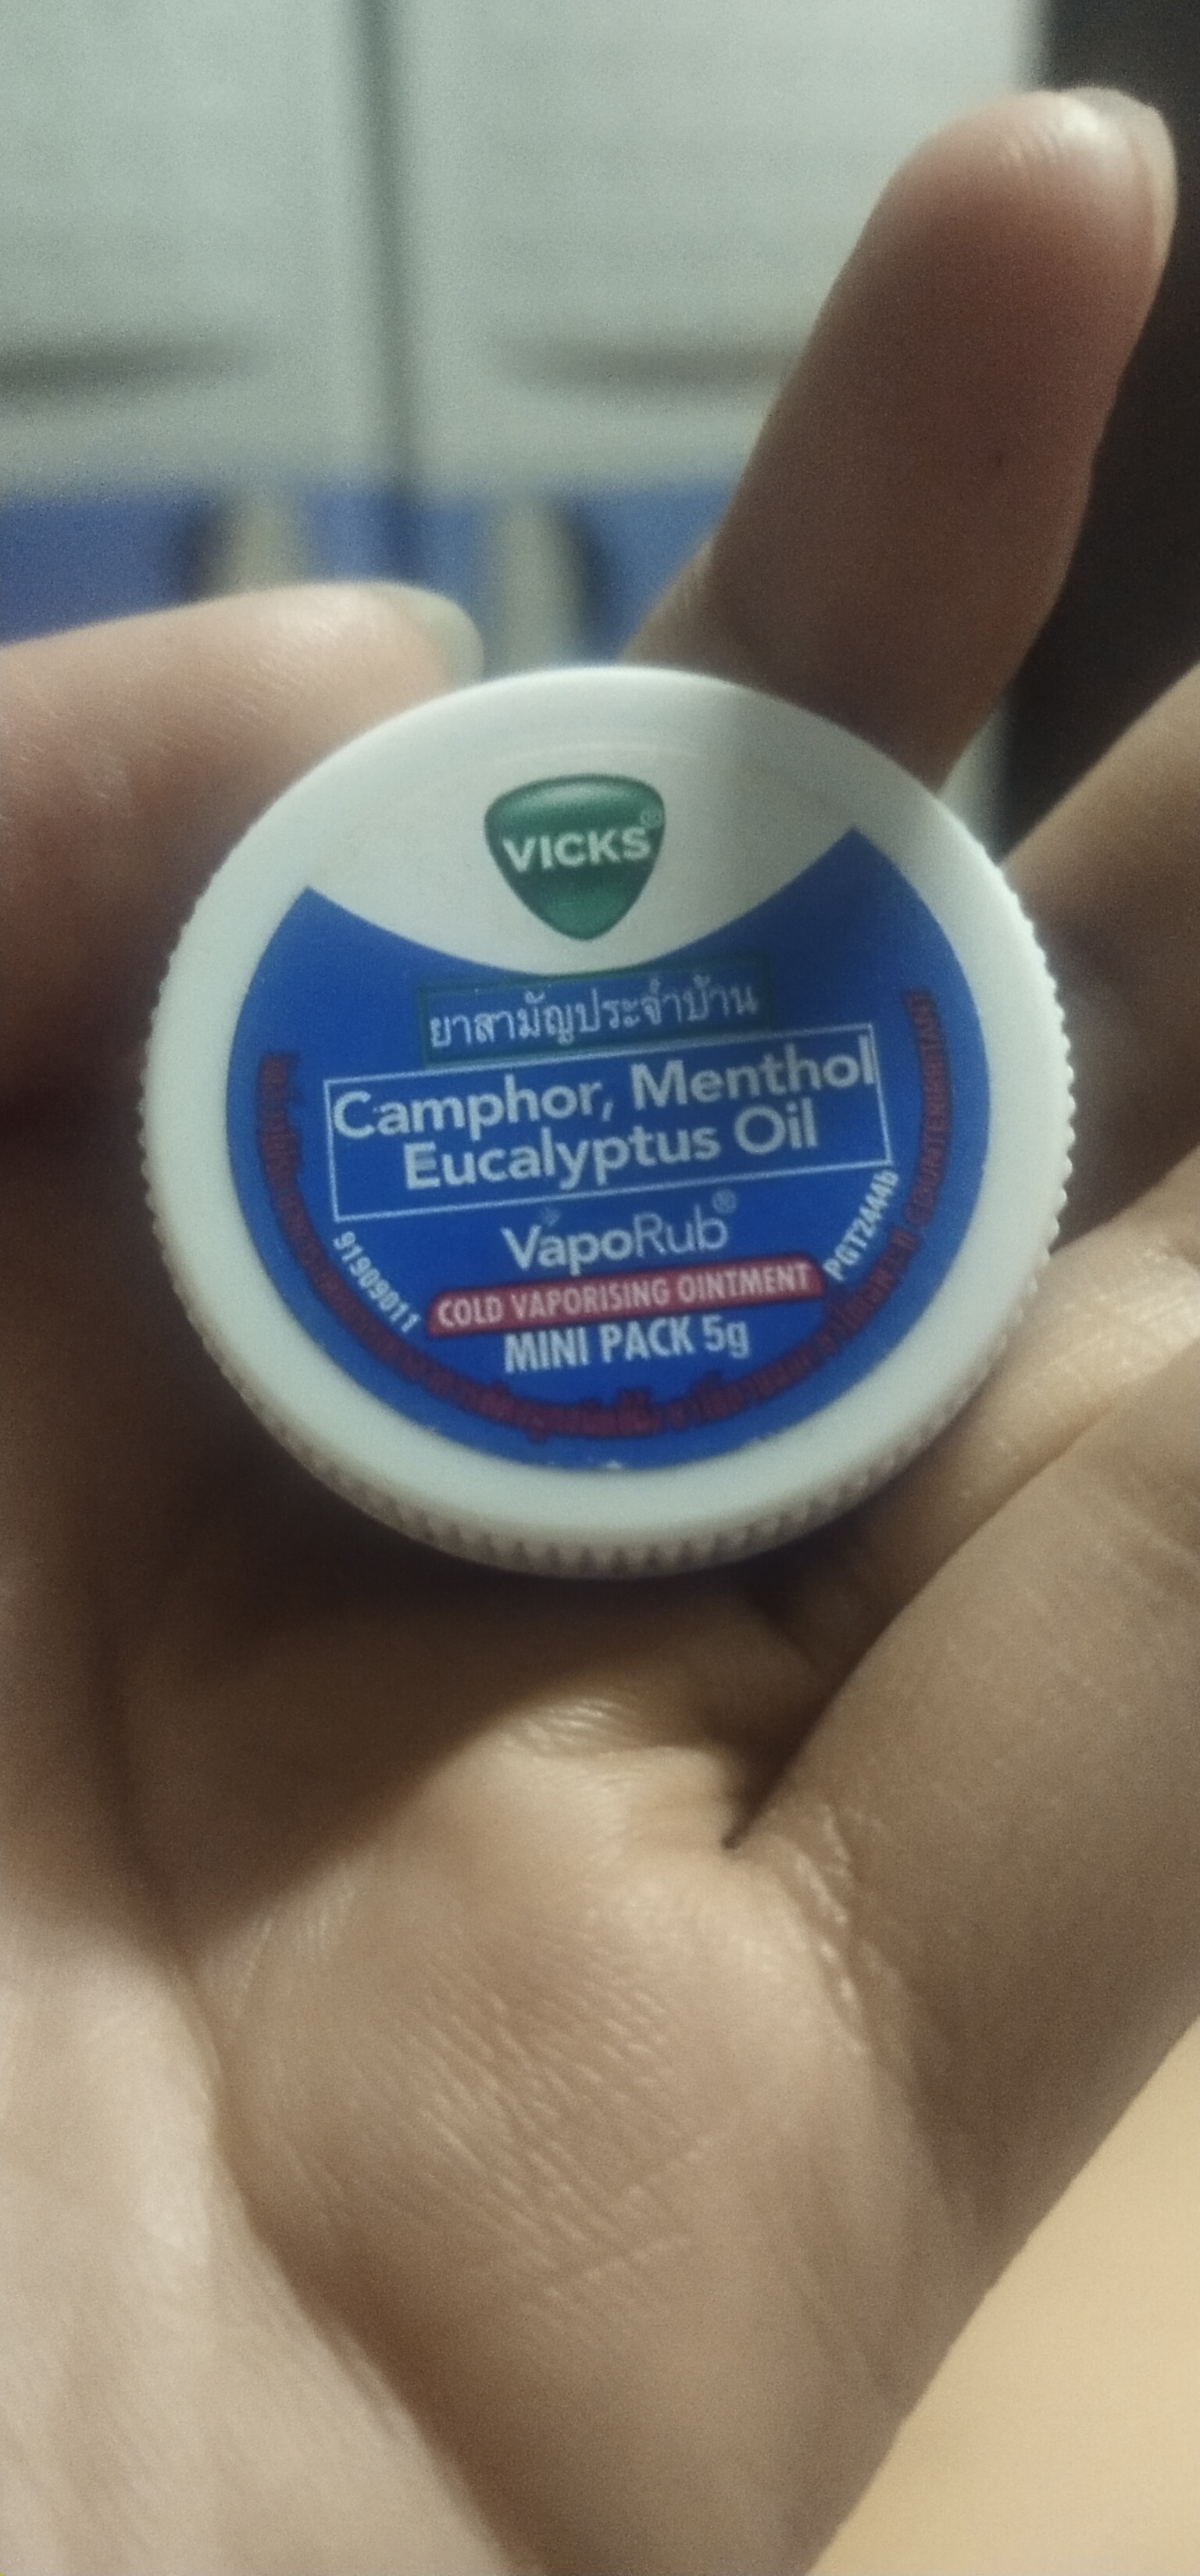 VICKS®
ยาสามัญประจำบ้าน
Camphor, Menthol
Eucalyptus Oil
VapoRub®
91909011
PGT2444b
COLD VAPORISING OINTMENT
MINI PACK 5g
COUNTERIRRITANT